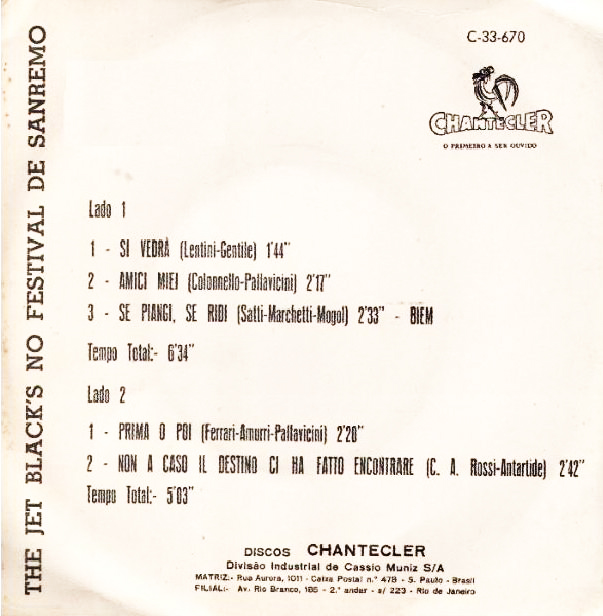 THE JET BLACK'S NO FESTIVAL DE SANREMO
C-33-670
CHANTECLER
O PRIMEIRO A SER OUVIDO
Lado 1
1 - SI VEDRÀ (Lentini-Gentile) 1'44"
2 - AMICI MIEI (Colonnello-Pallavicini) 2'17"
3 - SE PIANGI, SE RIDI (Satti-Marchetti-Mogol) 2'33" - BIEM
Tempo Total:- 6'34"
Lado 2
1 - PRIMA O POI (Ferrari-Amurri-Pallavicini) 2'20"
2 - NON A CASO IL DESTINO CI HA FATTO ENCONTRARE (C. A. Rossi-Antartide) 2'42"
Tempo Total:- 5'03"
DISCOS CHANTECLER
Divisão Industrial de Cassio Muniz S/A
MATRIZ:- Rua Aurora, 1011 - Caixa Postal n.° 478 - S. Paulo - Brasil
FILIAL:- Av. Rio Branco, 185 - 2.° andar - s/ 223 - Rio de Janeiro